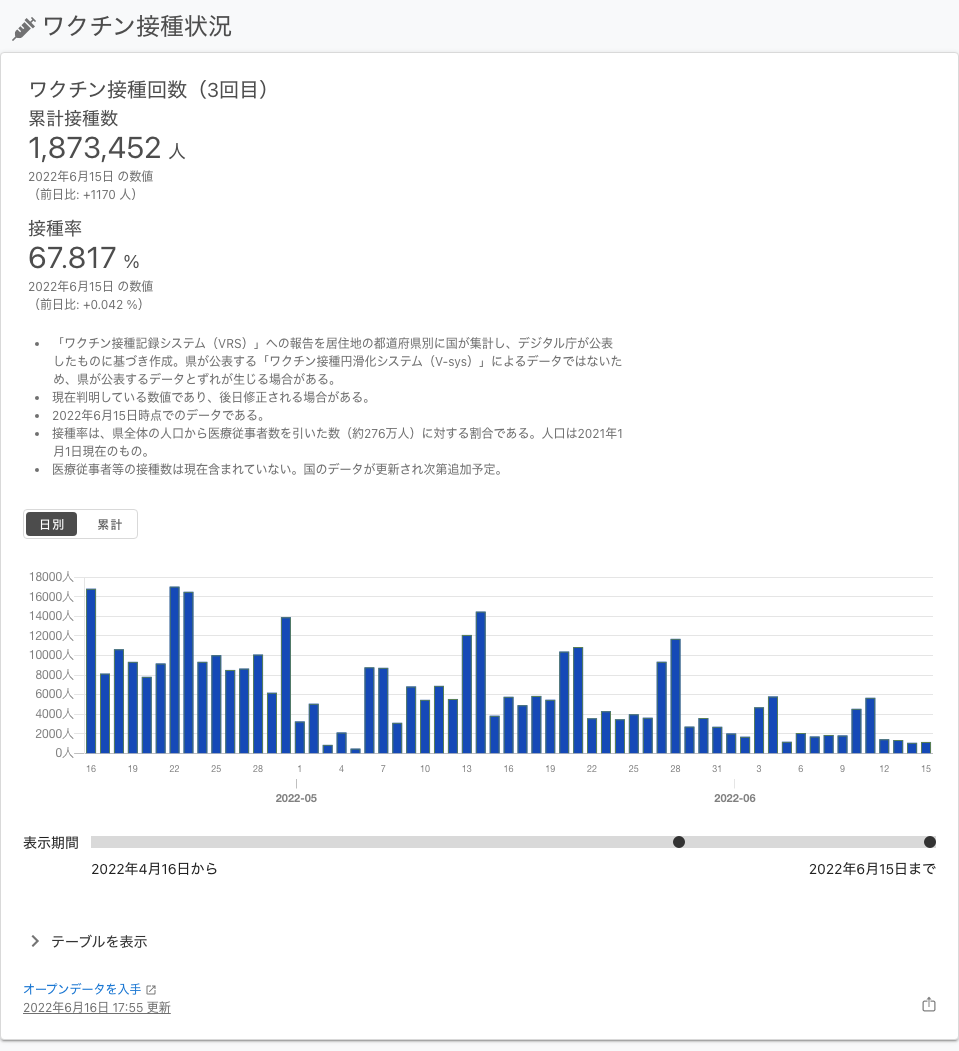 ワクチン接種状況
ワクチン接種回数（3回目）
累計接種数
1,873,452 人
2022年6月15日 の数値
（前日比: +1170 人）
接種率
67.817 %
2022年6月15日 の数値
（前日比: +0.042 %）
• 「ワクチン接種記録システム（VRS）」への報告を居住地の都道府県別に国が集計し、デジタル庁が公表
したものに基づき作成。県が公表する「ワクチン接種円滑化システム（V-sys）」によるデータではないた
め、県が公表するデータとずれが生じる場合がある。
• 現在判明している数値であり、後日修正される場合がある。
• 2022年6月15日時点でのデータである。
• 接種率は、県全体の人口から医療従事者数を引いた数（約276万人）に対する割合である。人口は2021年1
月1日現在のもの。
• 医療従事者等の接種数は現在含まれていない。国のデータが更新され次第追加予定。
日別 累計
18000人
16000人
14000人
12000人
10000人
8000人
6000人
4000人
2000人
0人
16 19 22 25 28 1 4 7 10 13 16 19 22 25 28 31 3 6 9 12 15
2022-05 2022-06
表示期間
2022年4月16日から 2022年6月15日まで
テーブルを表示
オープンデータを入手
2022年6月16日 17:55 更新